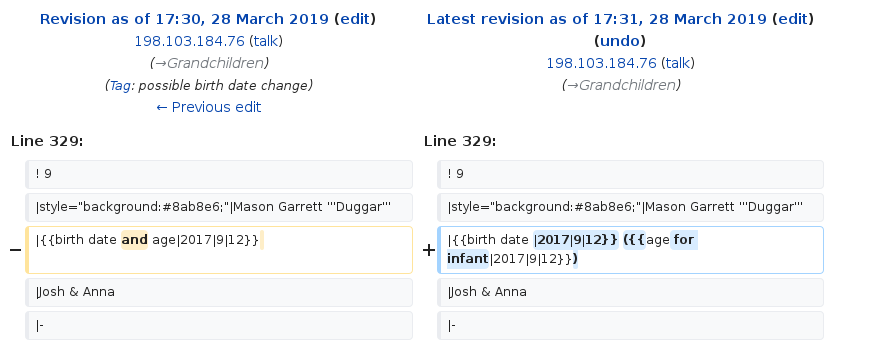 Revision as of 17:30, 28 March 2019 (edit)
198.103.184.76 (talk)
(→Grandchildren)
(Tag: possible birth date change)
← Previous edit
Latest revision as of 17:31, 28 March 2019 (edit)
(undo)
198.103.184.76 (talk)
(→Grandchildren)
Line 329:
Line 329:
! 9
! 9
|style="background:#8ab8e6;"|Mason Garrett '''Duggar'''
|style="background:#8ab8e6;"|Mason Garrett '''Duggar'''
− |{{birth date and age|2017|9|12}}
+ |{{birth date |2017|9|12}} ({{age for
infant|2017|9|12}})
|Josh & Anna
|Josh & Anna
|-
|-